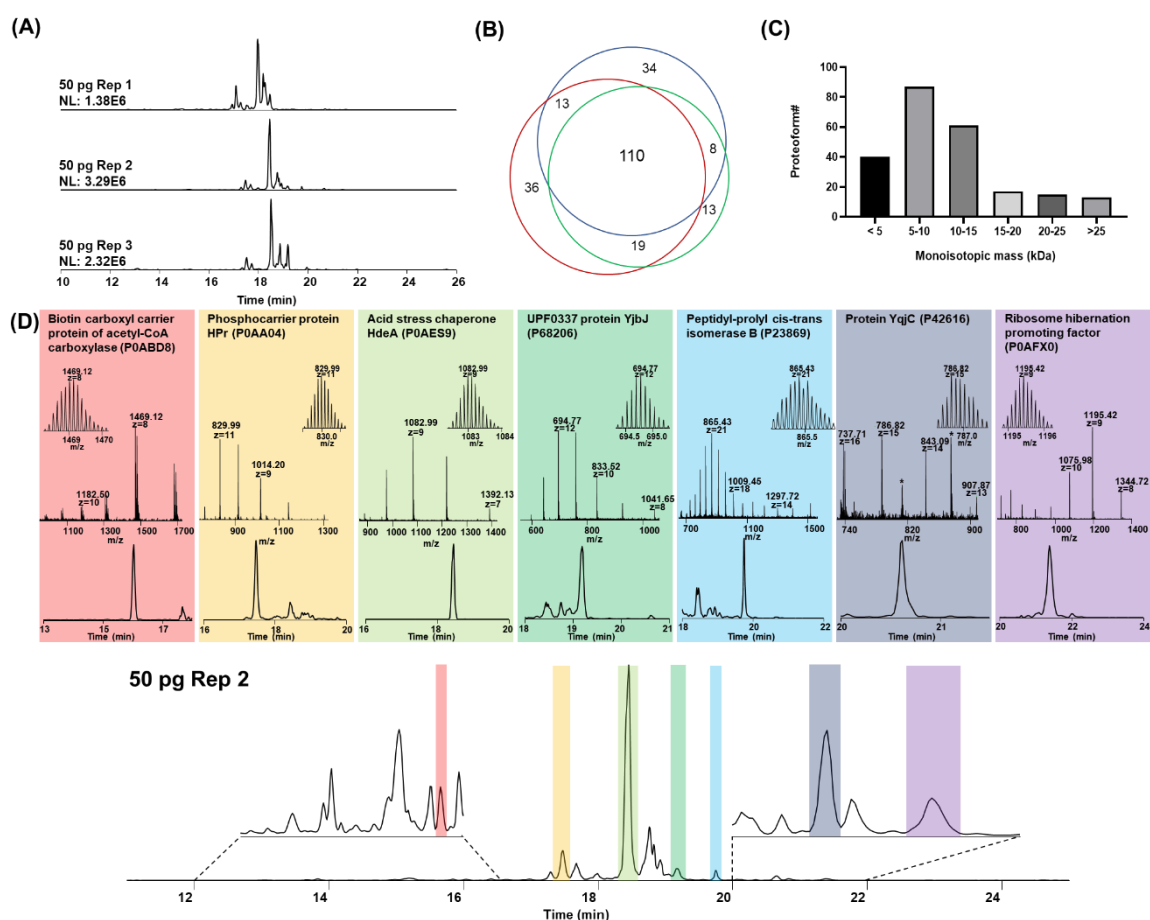 (A)
50 pg Rep 1
NL: 1.38E6
50 pg Rep 2
NL: 3.29E6
50 pg Rep 3
NL: 2.32E6
10 12 14 16 18 20 22 24 26
Time (min)
(B)
34
13
8
110
36
13
19
(C)
Proteoform#
100
80
60
40
20
0
< 5 5-10 10-15 15-20 20-25 >25
Monoisotopic mass (kDa)
(D)
Biotin carboxyl carrier
protein of acetyl-CoA
carboxylase (P0ABD8)
1469.12
z=8
1469 1470
m/z
1469.12
z=8
1182.50
z=10
1100 1300 1500 1700
m/z
13 15 17
Time (min)
Phosphocarrier protein
HPr (P0AA04)
829.99
z=11
830.0
m/z
829.99
z=11
1014.20
z=9
900 1100 1300
m/z
16 18 20
Time (min)
Acid stress chaperone
HdeA (P0AES9)
1082.99
z=9
1083 1084
m/z
1082.99
z=9
1392.13
z=7
900 1000 1200 1400
m/z
16 18 20
Time (min)
UPF0337 protein YjbJ
(P68206)
694.77
z=12
694.5 695.0
m/z
694.77
z=12
833.52
z=10
1041.65
z=8
600 800 1000
m/z
18 19 20 21
Time (min)
Peptidyl-prolyl cis-trans
isomerase B (P23869)
865.43
z=21
865.5
m/z
865.43
z=21
1009.45
z=18
1297.72
z=14
700 1100 1500
m/z
18 20 22
Time (min)
Protein YqjC (P42616)
786.82
z=15
787.0
m/z
737.71
z=16
786.82
z=15
843.09
z=14
*
*
907.87
z=13
740 820 900
m/z
20 21
Time (min)
Ribosome hibernation
promoting factor
(P0AFX0)
1195.42
z=9
1195 1196
m/z
1195.42
z=9
1075.98
z=10
1344.72
z=8
800 1000 1200 1400
m/z
20 22 24
Time (min)
50 pg Rep 2
12 14 16 18 20 22 24
Time (min)